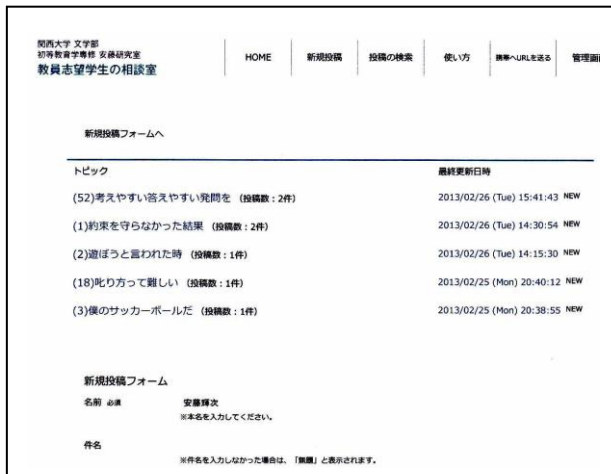 関西大学 文学部
初等教育学専修 安藤研究室
教員志望学生の相談室
HOME 新規投稿 投稿の検索 使い方 携帯へURLを送る 管理画
新規投稿フォームへ
トピック 最終更新日時
(52)考えやすい答えやすい発問を (投稿数:2件) 2013/02/26 (Tue) 15:41:43 NEW
(1)約束を守らなかった結果 (投稿数:2件) 2013/02/26 (Tue) 14:30:54 NEW
(2)遊ぼうと言われた時 (投稿数:1件) 2013/02/26 (Tue) 14:15:30 NEW
(18)叱り方って難しい (投稿数:1件) 2013/02/25 (Mon) 20:40:12 NEW
(3)僕のサッカーボールだ (投稿数:1件) 2013/02/25 (Mon) 20:38:55 NEW
新規投稿フォーム
名前 必須 安藤輝次
※本名を入力してください。
件名
※件名を入力しなかった場合は、「無題」と表示されます。